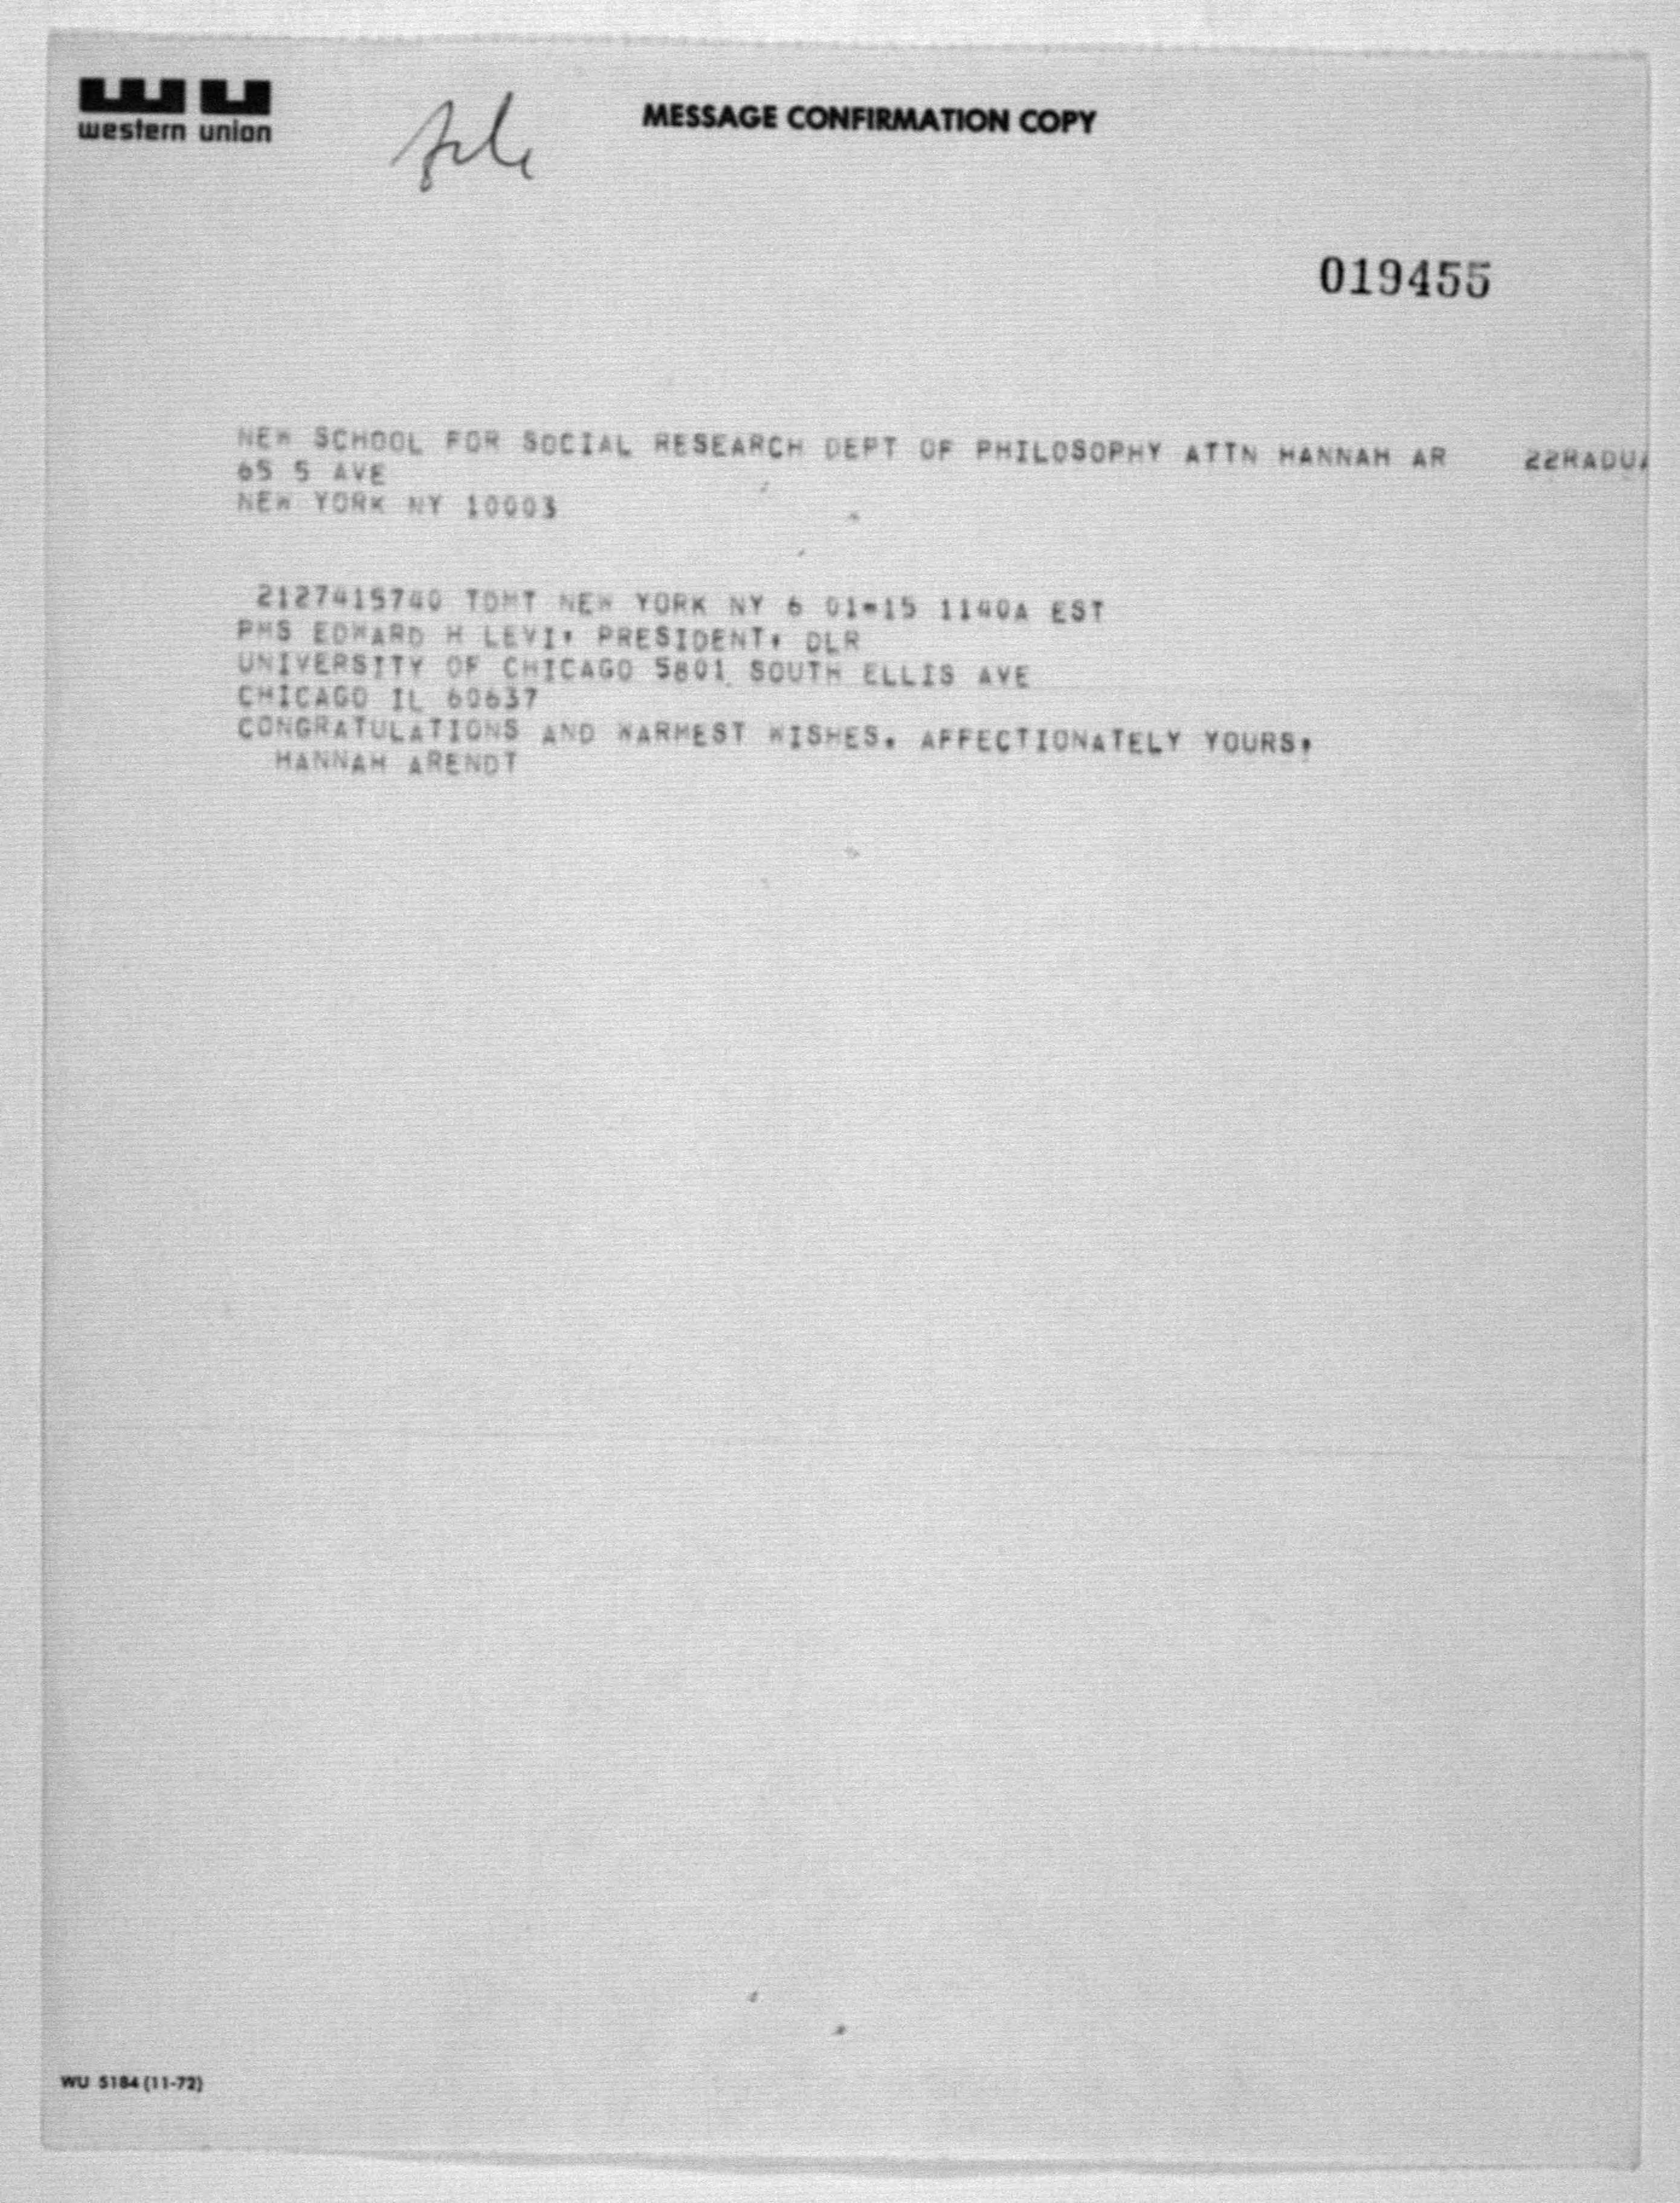 western union
file
MESSAGE CONFIRMATION COPY
019455
NEW SCHOOL FOR SOCIAL RESEARCH DEPT OF PHILOSOPHY ATTN HANNAH AR 22RADUA
65 5 AVE
NEW YORK NY 10003
2127415740 TDMT NEW YORK NY 6 01-15 1140A EST
PMS EDWARD H LEVI, PRESIDENT, DLR
UNIVERSITY OF CHICAGO 5801 SOUTH ELLIS AVE
CHICAGO IL 60637
CONGRATULATIONS AND WARMEST WISHES. AFFECTIONATELY YOURS,
HANNAH ARENDT
WU 5184 (11-72)